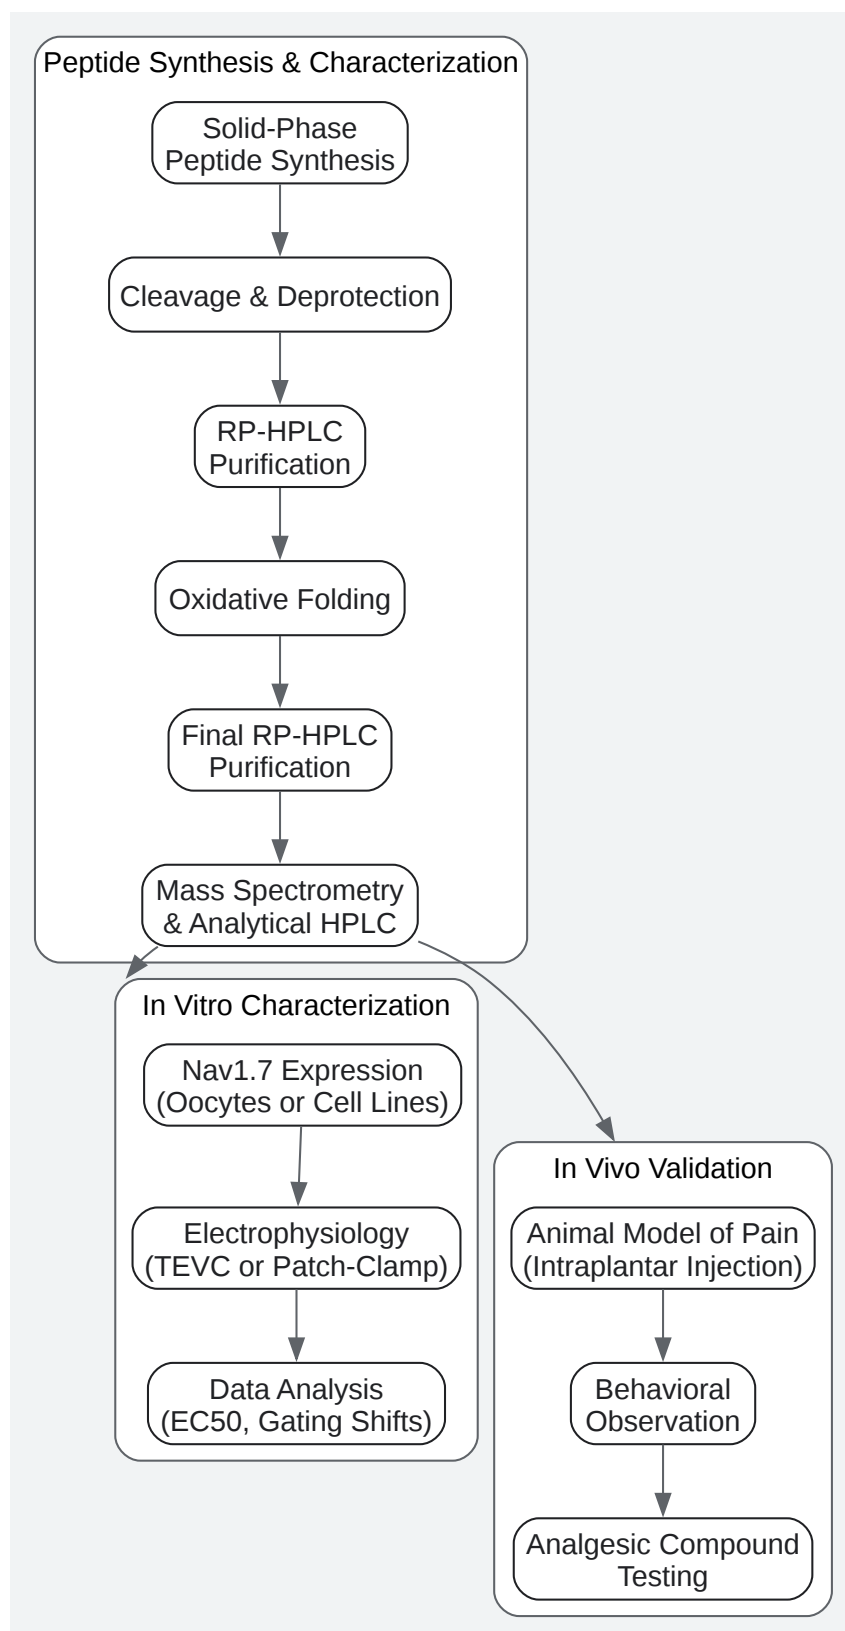 Peptide Synthesis & Characterization
Solid-Phase
Peptide Synthesis
Cleavage & Deprotection
RP-HPLC
Purification
Oxidative Folding
Final RP-HPLC
Purification
Mass Spectrometry
& Analytical HPLC
In Vitro Characterization
Nav1.7 Expression
(Oocytes or Cell Lines)
Electrophysiology
(TEVC or Patch-Clamp)
Data Analysis
(EC50, Gating Shifts)
In Vivo Validation
Animal Model of Pain
(Intraplantar Injection)
Behavioral
Observation
Analgesic Compound
Testing